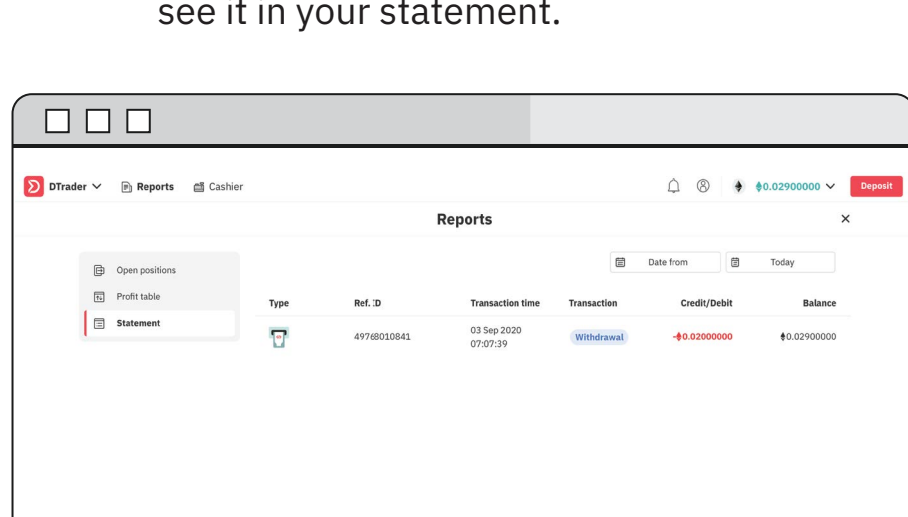 see it in your statement.
DTrader Reports Cashier ⧫0.02900000 Deposit
Reports
Date from Today
Open positions
Profit table
Statement
Type Ref. ID Transaction time Transaction Credit/Debit Balance
49768010841 03 Sep 2020 07:07:39 Withdrawal -⧫0.02000000 ⧫0.02900000